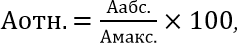 Аотн. = Аабс. / Амакс. × 100,